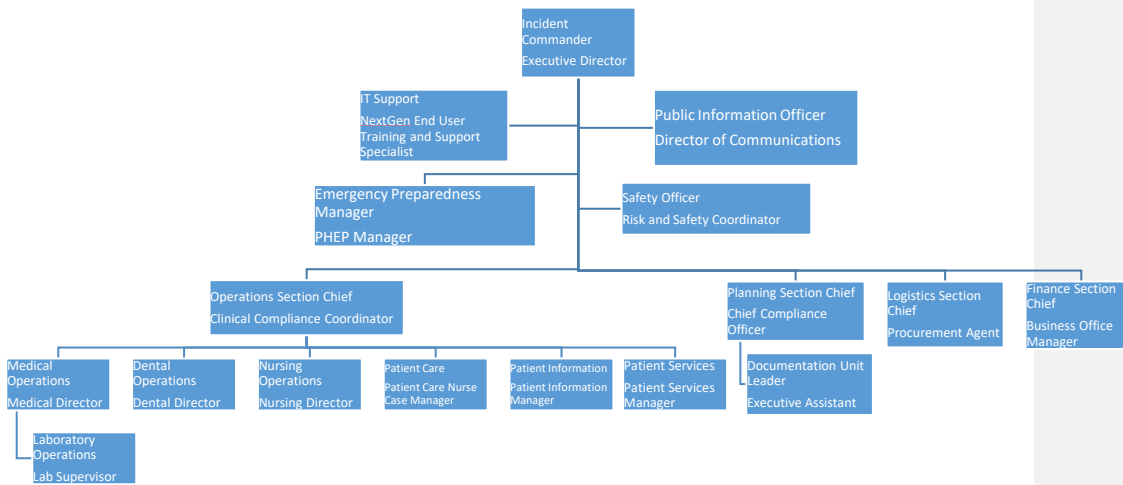 Incident
Commander
Executive Director
IT Support
NextGen End User
Training and Support
Specialist
Public Information Officer
Director of Communications
Emergency Preparedness
Manager
PHEP Manager
Safety Officer
Risk and Safety Coordinator
Operations Section Chief
Clinical Compliance Coordinator
Planning Section Chief
Chief Compliance
Officer
Logistics Section
Chief
Procurement Agent
Finance Section
Chief
Business Office
Manager
Medical
Operations
Medical Director
Dental
Operations
Dental Director
Nursing
Operations
Nursing Director
Patient Care
Patient Care Nurse
Case Manager
Patient Information
Patient Information
Manager
Patient Services
Patient Services
Manager
Documentation Unit
Leader
Executive Assistant
Laboratory
Operations
Lab Supervisor